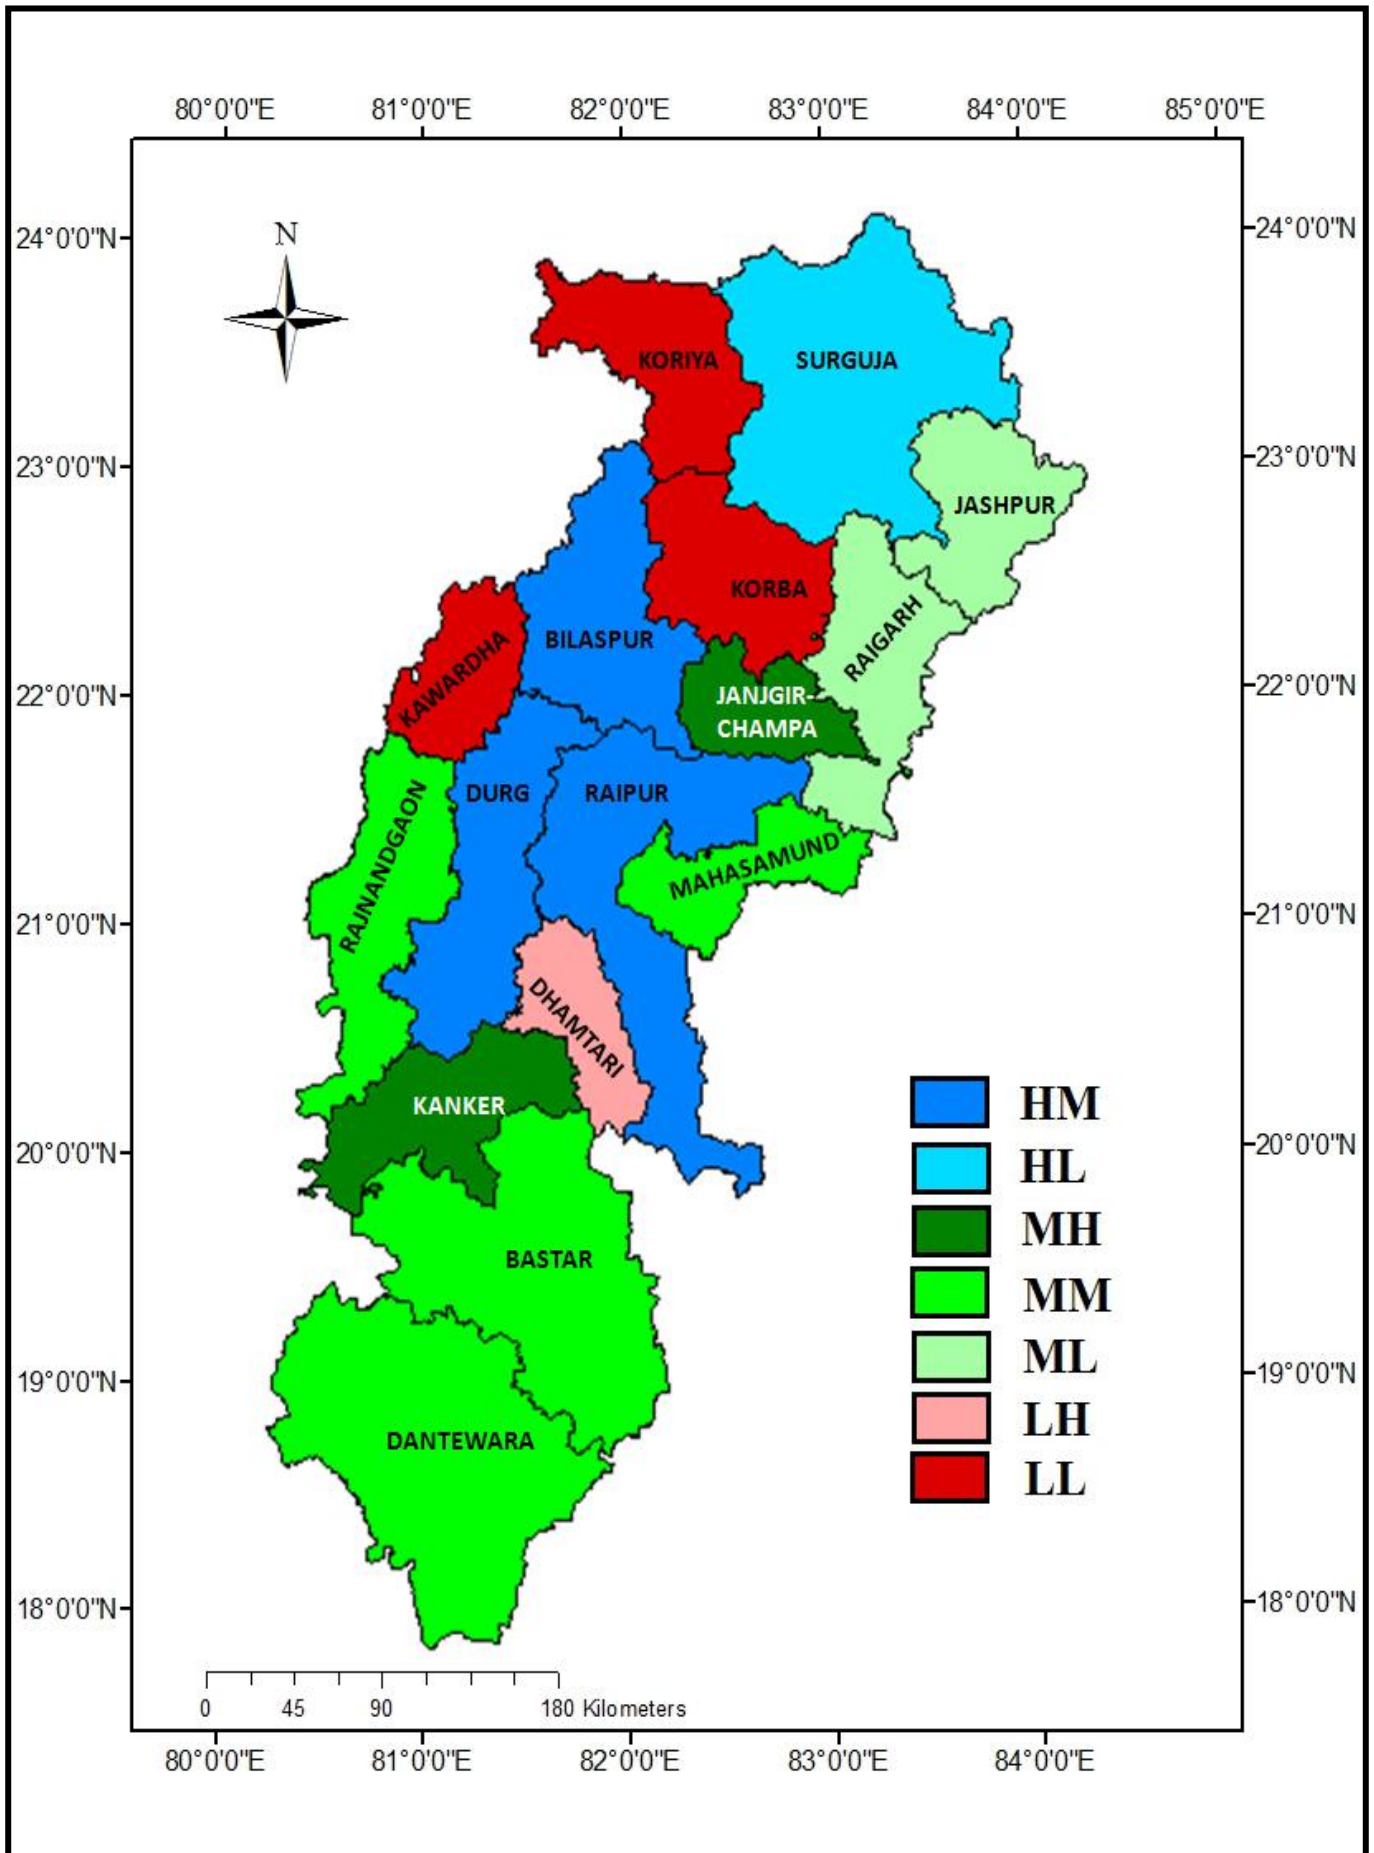 80°0'0"E 81°0'0"E 82°0'0"E 83°0'0"E 84°0'0"E 85°0'0"E
24°0'0"N
24°0'0"N
N
KORIYA
SURGUJA
23°0'0"N
23°0'0"N
JASHPUR
KORBA
RAIGARH
BILASPUR
KAWARDHA
22°0'0"N
22°0'0"N
JANJGIR-
CHAMPA
DURG
RAIPUR
RAJNANDGAON
MAHASAMUND
21°0'0"N
21°0'0"N
DHAMTARI
KANKER
HM
20°0'0"N
20°0'0"N
HL
MH
BASTAR
MM
ML
19°0'0"N
19°0'0"N
LH
DANTEWARA
LL
18°0'0"N
18°0'0"N
0 45 90 180 Kilometers
80°0'0"E 81°0'0"E 82°0'0"E 83°0'0"E 84°0'0"E